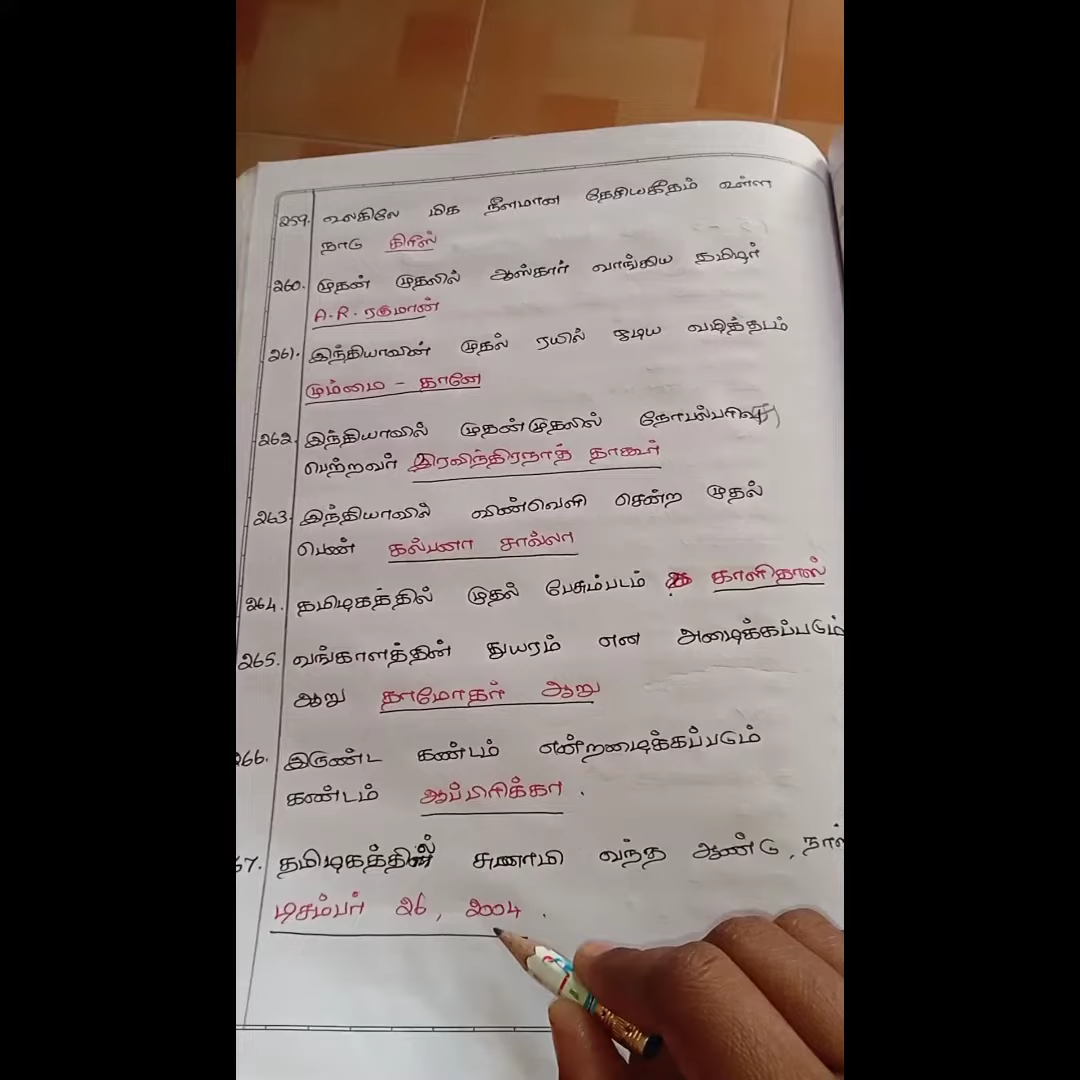 259. உலகிலே மிக நீளமான தேசியகீதம் உள்ள
நாடு கிரீஸ்
260. முதன் முதலில் ஆஸ்கார் வாங்கிய தமிழர்
A.R. ரகுமான்
261. இந்தியாவின் முதல் ரயில் ஓடிய வழித்தடம்
மும்பை - தானே
262. இந்தியாவில் முதன்முதலில் நோபல்பரிசு
பெற்றவர் இரவிந்திரநாத் தாகூர்
263. இந்தியாவில் விண்வெளி சென்ற முதல்
பெண் கல்பனா சாவ்லா
264. தமிழகத்தில் முதல் பேசும்படம் காளிதாஸ்
265. வங்காளத்தின் துயரம் என அழைக்கப்படும்
ஆறு தாமோதர் ஆறு
266. இருண்ட கண்டம் என்றழைக்கப்படும்
கண்டம் ஆப்பிரிக்கா .
67. தமிழகத்தில் சுனாமி வந்த ஆண்டு, நாள்
டிசம்பர் 26, 2004 .